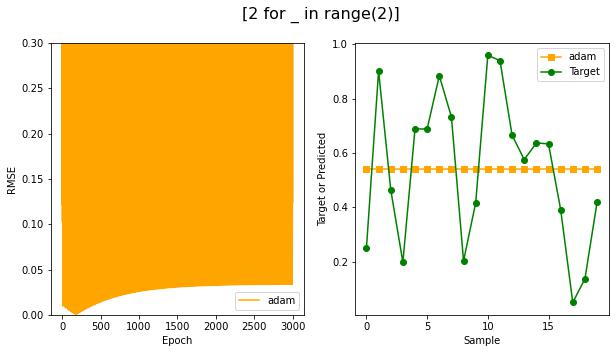 [2 for _ in range(2)]
0.30
0.25
0.20
0.15
0.10
0.05
0.00
RMSE
0 500 1000 1500 2000 2500 3000
Epoch
adam
1.0
0.8
0.6
0.4
0.2
Target or Predicted
0 5 10 15
Sample
adam
Target